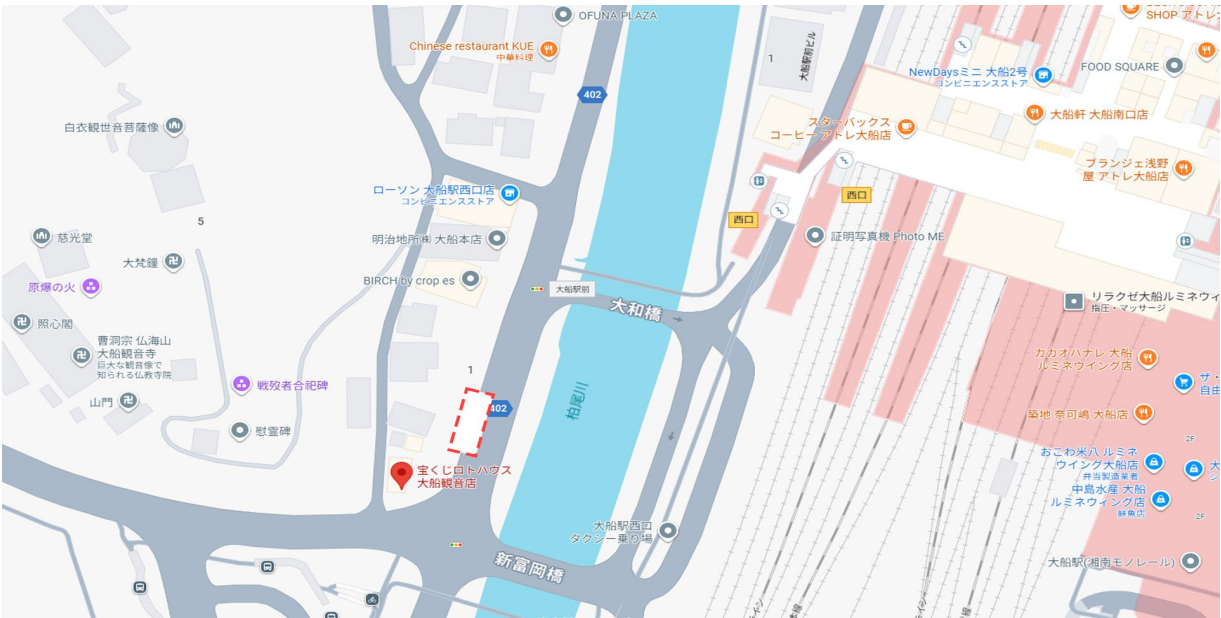 OFUNA PLAZA
Chinese restaurant KUE
中華料理
402
1
大船駅前ビル
SHOP アトレ
NewDaysミニ 大船2号
コンビニエンスストア
FOOD SQUARE
大船軒 大船南口店
スターバックス
コーヒー アトレ大船店
ブランジェ浅野
屋 アトレ大船店
白衣観世音菩薩像
ローソン 大船駅西口店
コンビニエンスストア
西口
西口
5
慈光堂
明治地所㈱ 大船本店
証明写真機 Photo ME
大梵鐘
原爆の火
BIRCH by crop es
大船駅前
大和橋
リラクゼ大船ルミネウィ
指圧・マッサージ
照心閣
曹洞宗 仏海山
大船観音寺
巨大な観音像で
知られる仏教寺院
戦歿者合祀碑
山門
慰霊碑
1
402
柏尾川
カカオハナレ 大船
ルミネウイング店
ザ・
自由
築地 奈可嶋 大船店
2F
おこわ米八 ルミネ
ウイング大船店
弁当製造業者
中島水産 大船
ルミネウイング店
鮮魚店
2F
宝くじロトハウス
大船観音店
大船駅西口
タクシー乗り場
新富岡橋
大船駅(湘南モノレール)